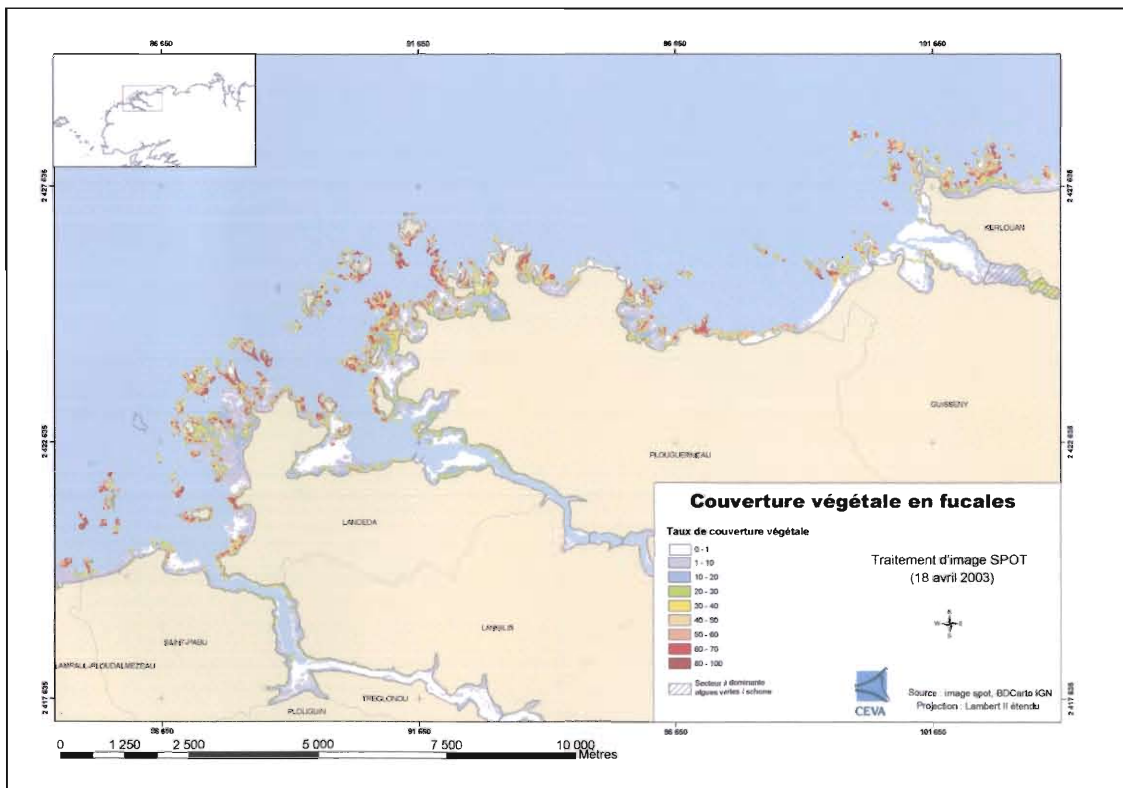 86 650
91 650
96 650
101 650
2 427 635
2 427 635
KERLOUAN
GUISSENY
2 422 635
2 422 635
PLOUGUERNEAU
LANDEDA
Couverture végétale en fucales
Taux de couverture végétale
0 - 1
1 - 10
10 - 20
20 - 30
30 - 40
40 - 50
50 - 60
60 - 70
80 - 100
Secteur à dominante
algues vertes / schorre
Traitement d'image SPOT
(18 avril 2003)
N
W
E
S
CEVA
Source : image spot, BDCarto IGN
Projection : Lambert II étendu
LANNILIS
SAINT-PABU
LAMPAUL-PLOUDALMEZEAU
TREGLONOU
PLOUGUIN
2 417 635
2 417 635
86 650
91 650
96 650
101 650
0
1 250
2 500
5 000
7 500
10 000
Mètres